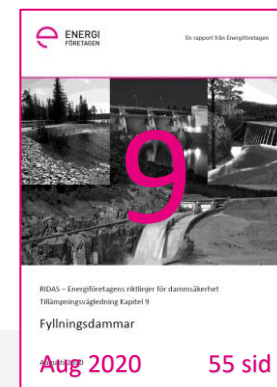 ENERGI
FÖRETAGEN
En rapport från Energiföretagen
9
RIDAS – Energiföretagens riktlinjer för dammsäkerhet
Tillämpningsvägledning Kapitel 9
Fyllningsdammar
Aug 2020
55 sid